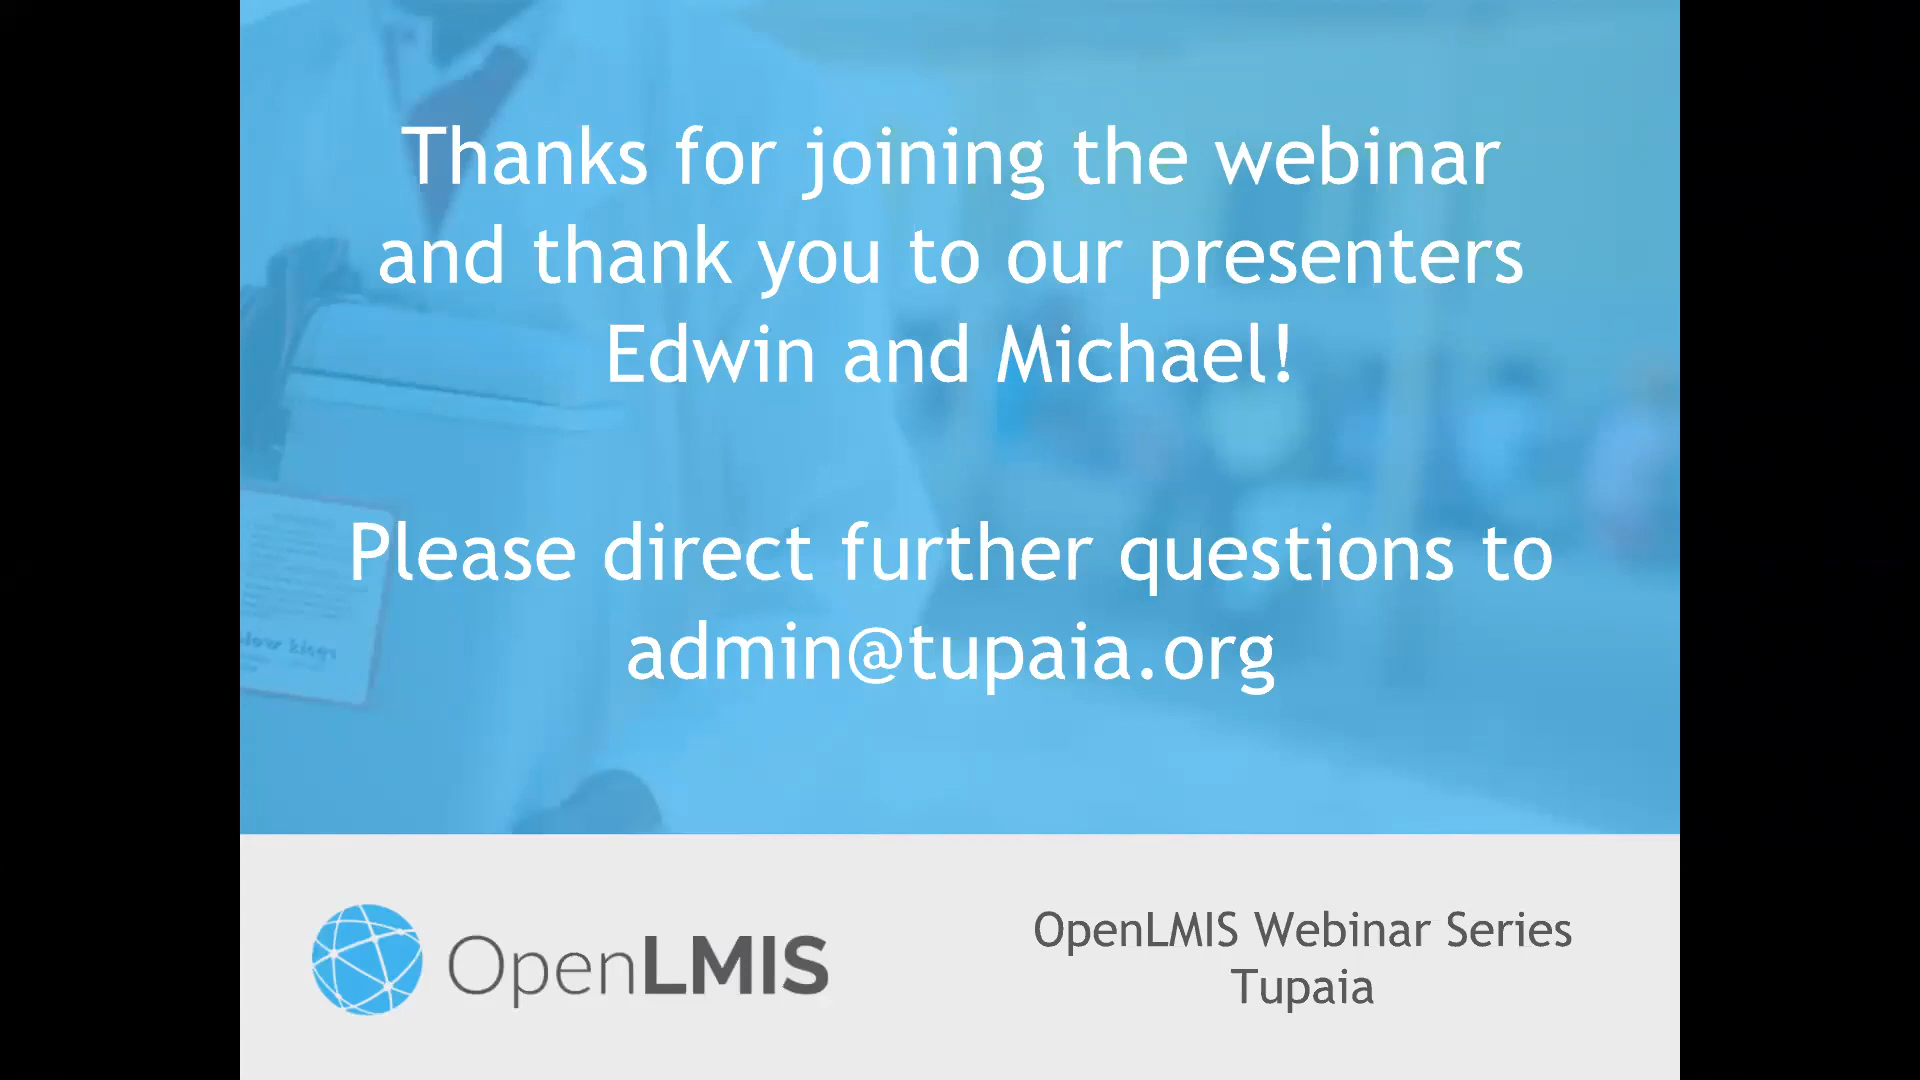 Thanks for joining the webinar
and thank you to our presenters
Edwin and Michael!
Please direct further questions to
admin@tupaia.org
OpenLMIS
OpenLMIS Webinar Series
Tupaia